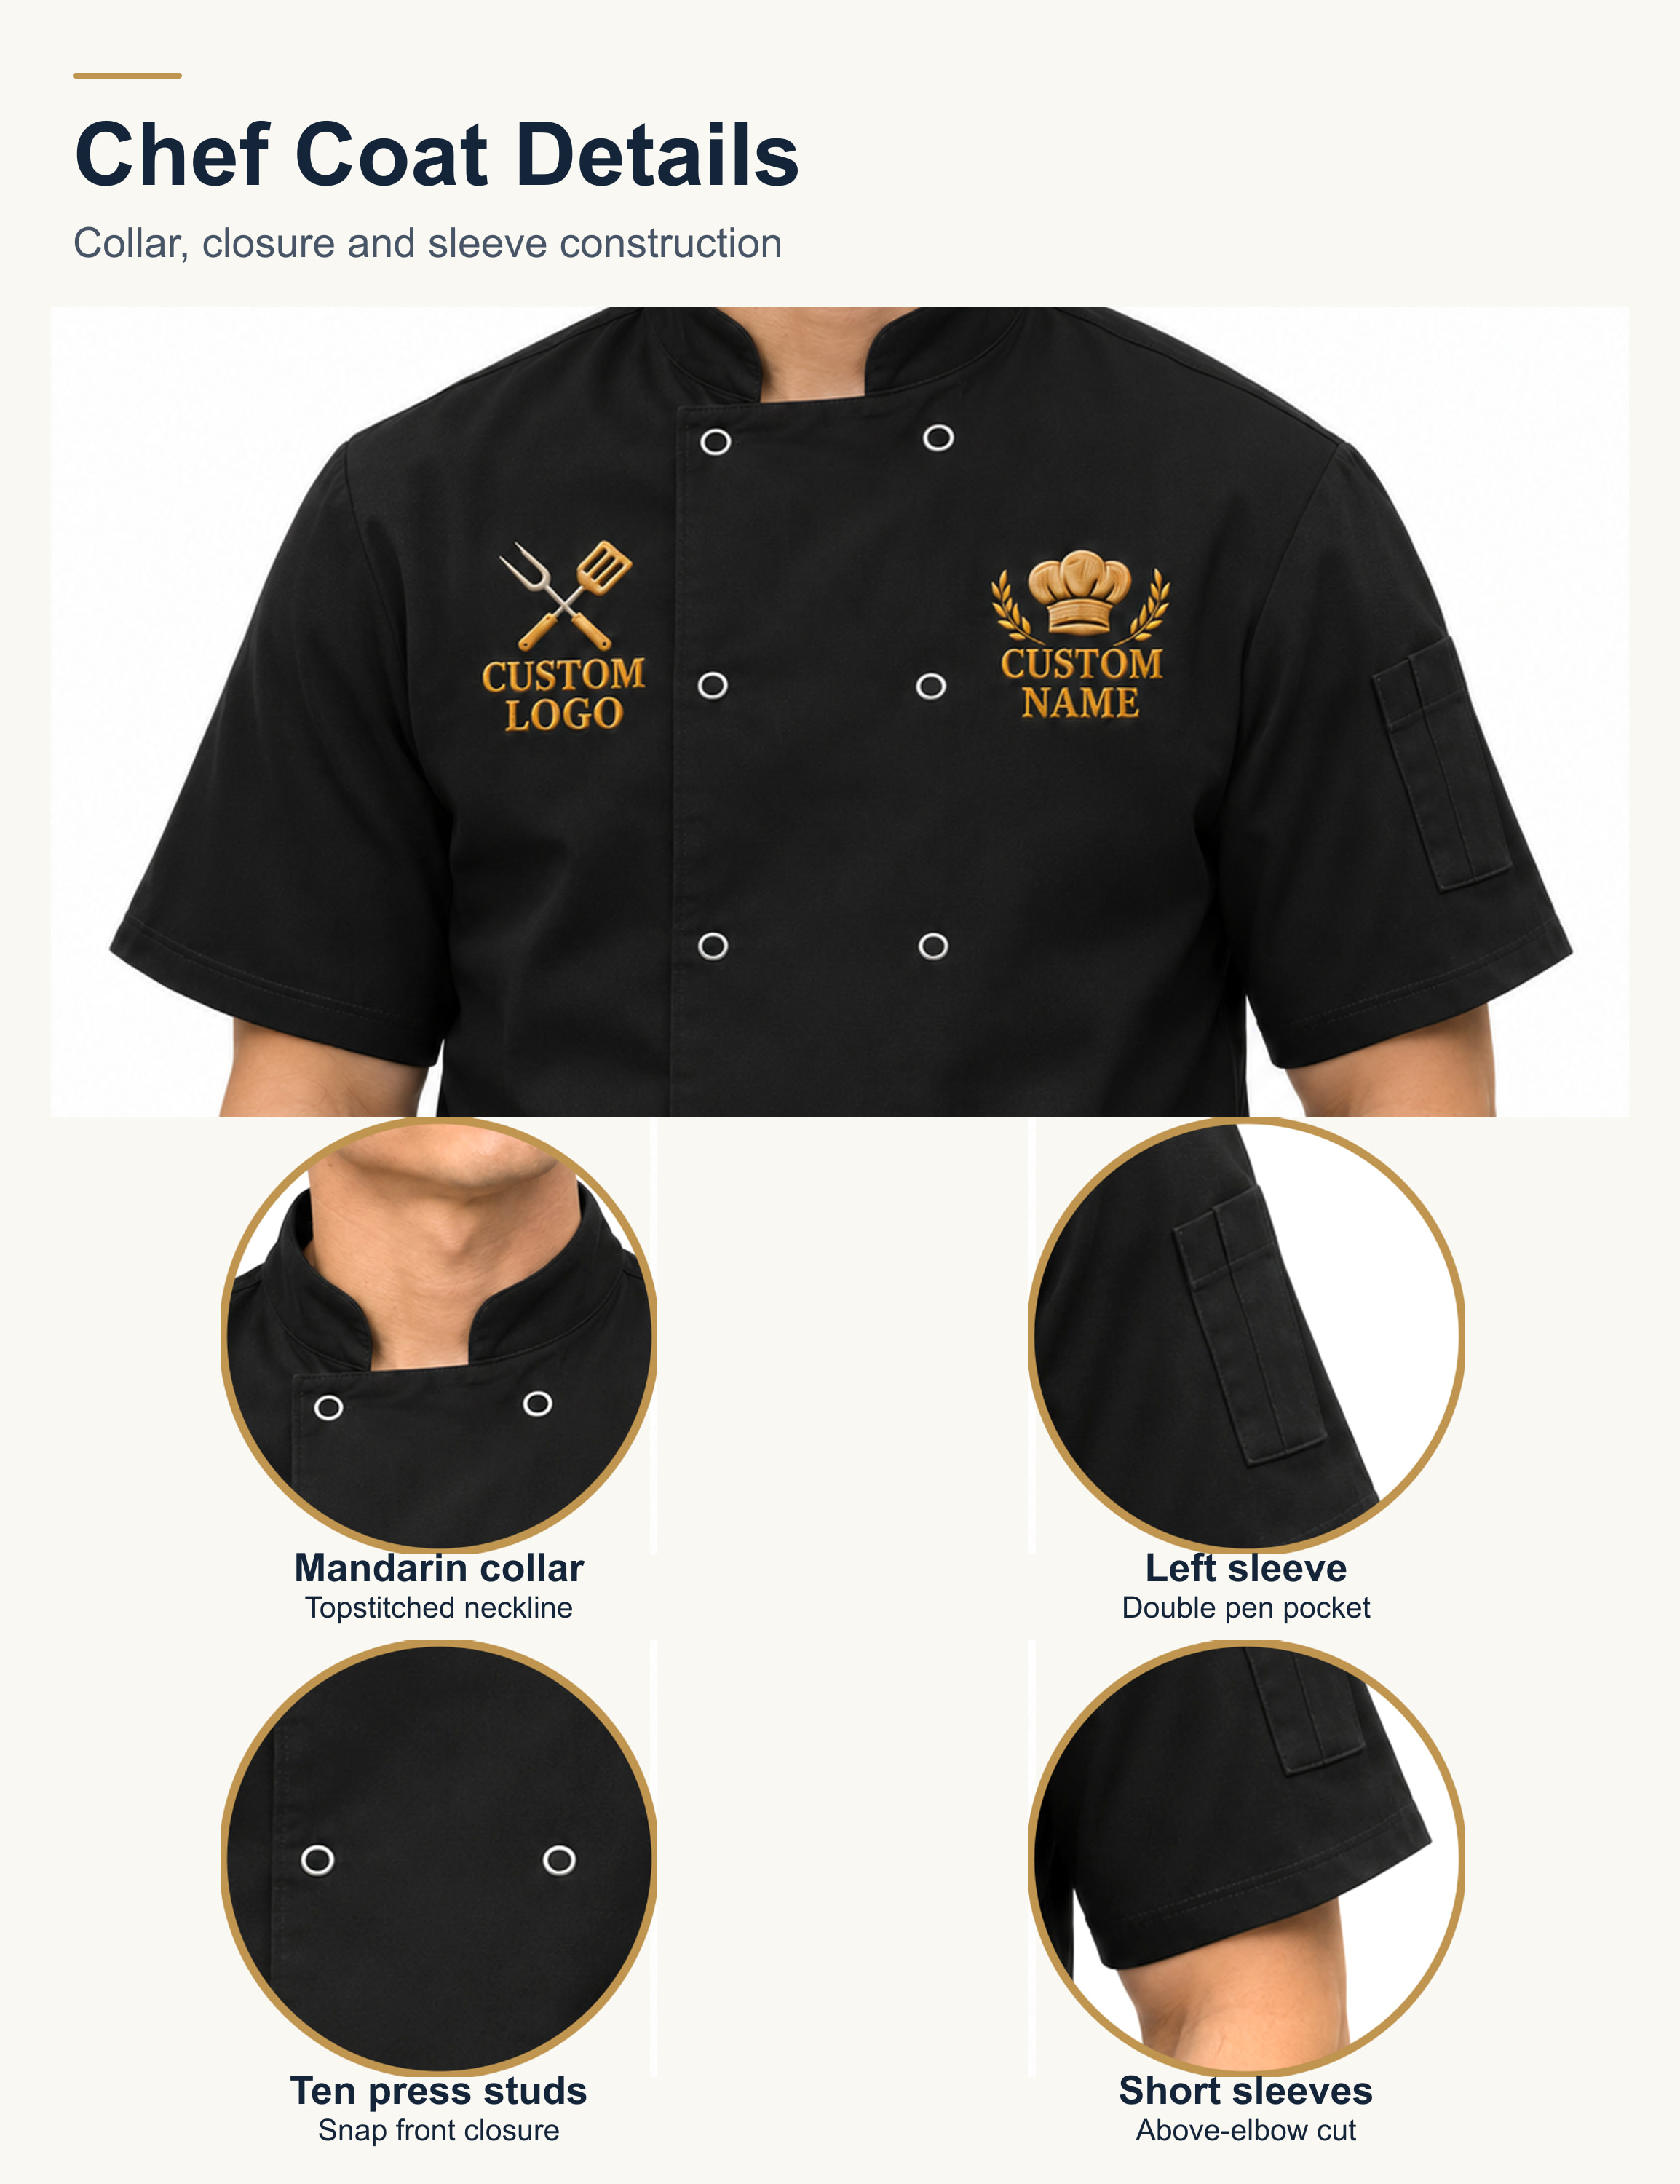 Chef Coat Details
Collar, closure and sleeve construction
CUSTOM
LOGO
CUSTOM
NAME
Mandarin collar
Topstitched neckline
Left sleeve
Double pen pocket
Ten press studs
Snap front closure
Short sleeves
Above-elbow cut